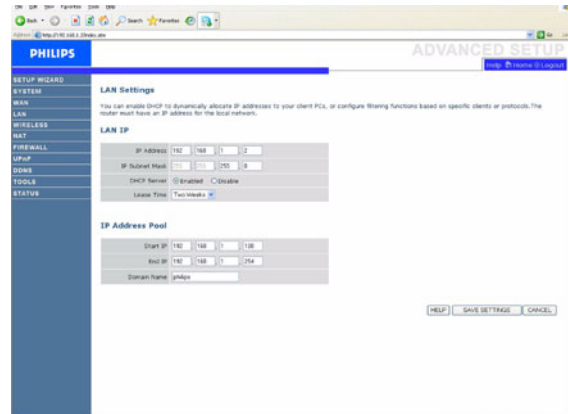 Back
Search
Favorites
PHILIPS
ADVANCED SETUP
Help Home Logout
SETUP WIZARD
SYSTEM
WAN
LAN
WIRELESS
NAT
FIREWALL
UPnP
DDNS
TOOLS
STATUS
LAN Settings
You can enable DHCP to dynamically allocate IP addresses to your client PCs, or configure filtering functions based on specific clients or protocols.The
router must have an IP address for the local network.
LAN IP
IP Address 192 . 168 . 1 . 2
IP Subnet Mask 255 . 255 . 255 . 0
DHCP Server Enabled Disable
Lease Time Two Weeks
IP Address Pool
Start IP 192 . 168 . 1 . 100
End IP 192 . 168 . 1 . 254
Domain Name philips
HELP SAVE SETTINGS CANCEL